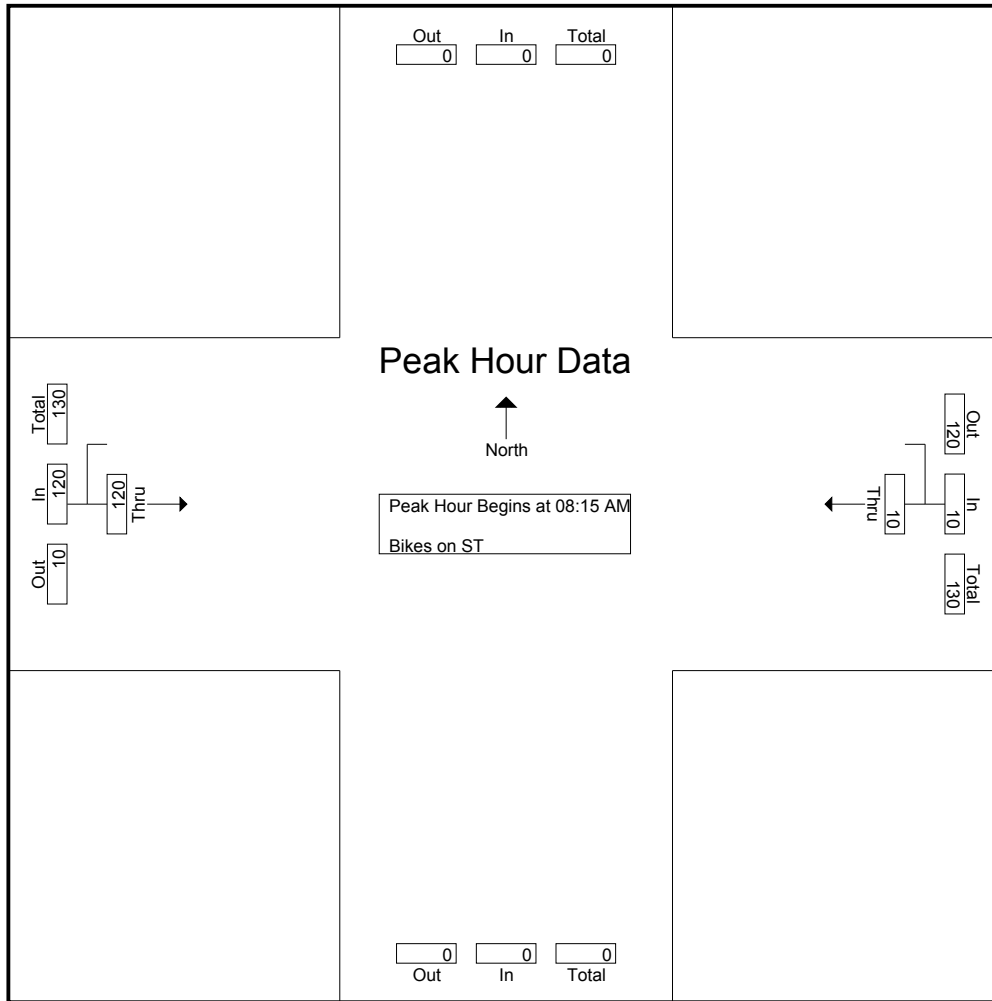 Out In Total
0 0 0
Peak Hour Data
North
Peak Hour Begins at 08:15 AM
Bikes on ST
Total
130
In
120
Out
10
120
Thru
Out
120
In
10
Total
130
Thru
10
0 0 0
Out In Total